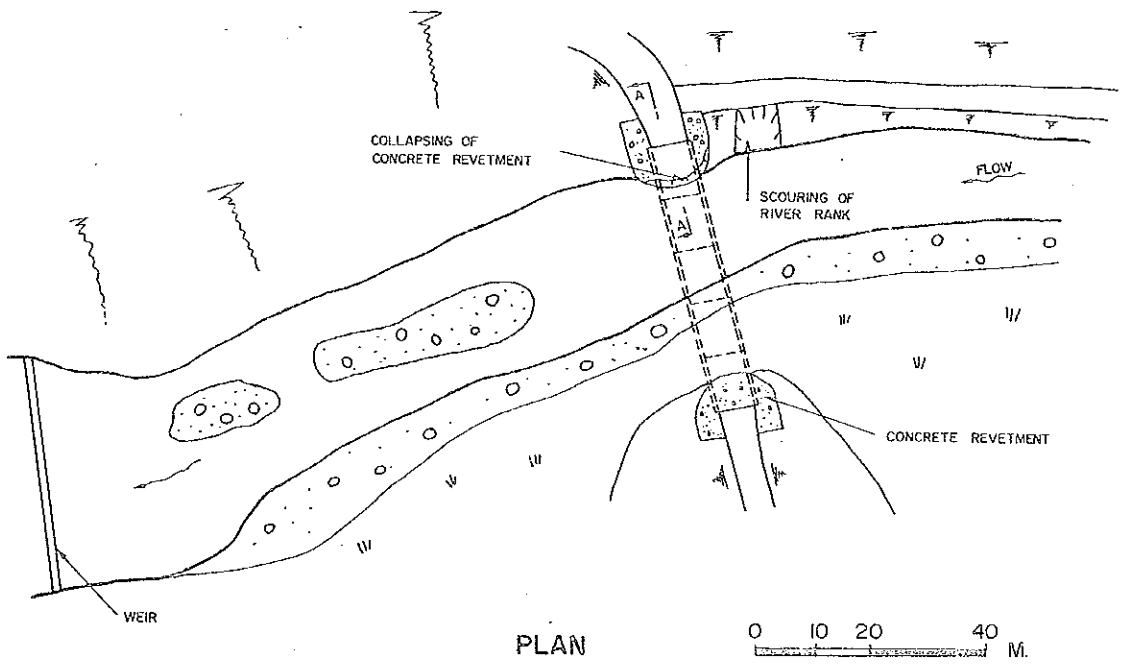 A
COLLAPSING OF
CONCRETE REVETMENT
FLOW
SCOURING OF
RIVER RANK
A
CONCRETE REVETMENT
WEIR
PLAN
0 10 20 40 M.